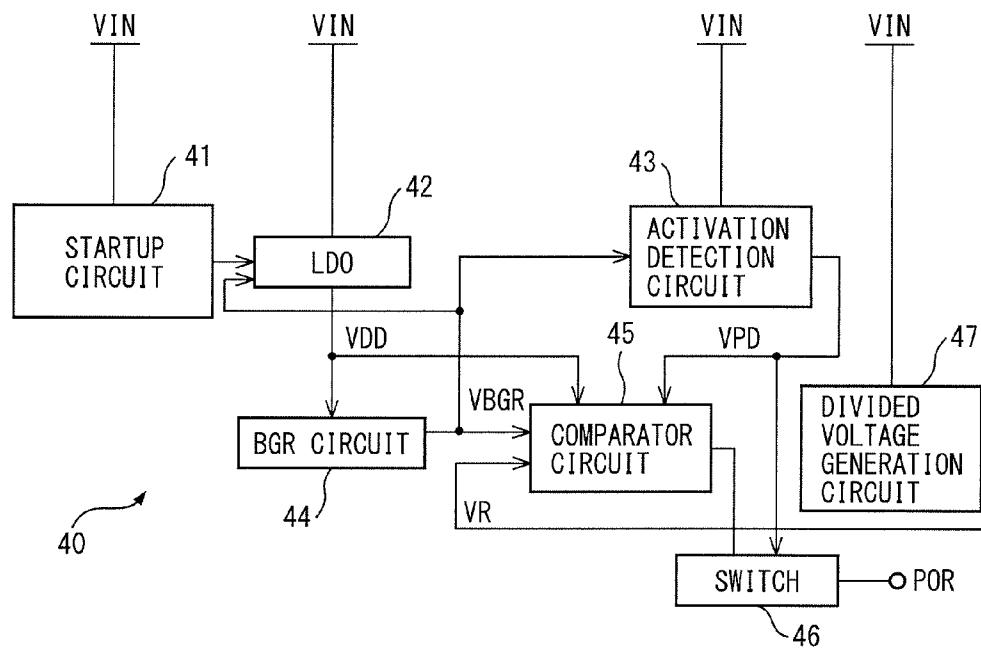 VIN
VIN
VIN
VIN
41
STARTUP
CIRCUIT
42
LDO
43
ACTIVATION
DETECTION
CIRCUIT
VDD
45
VPD
47
VBGR
BGR CIRCUIT
44
COMPARATOR
CIRCUIT
DIVIDED
VOLTAGE
GENERATION
CIRCUIT
VR
40
SWITCH
POR
46